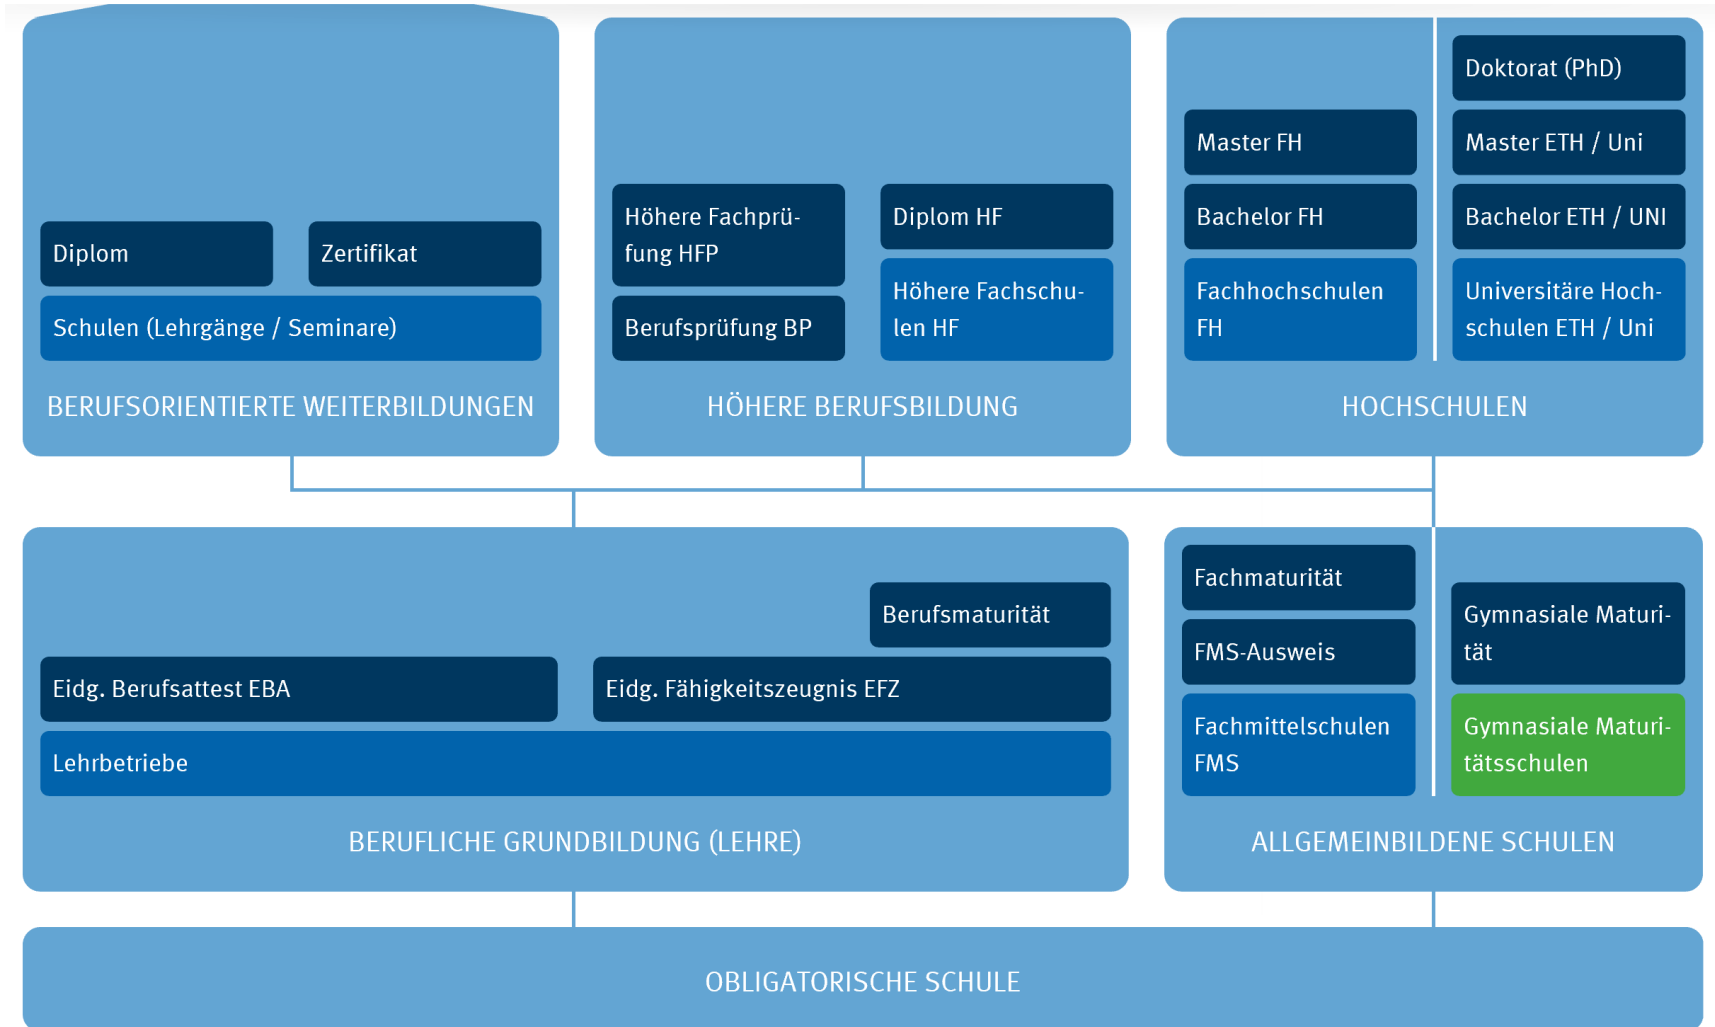 Diplom
Zertifikat
Schulen (Lehrgänge / Seminare)
BERUFSORIENTIERTE WEITERBILDUNGEN
Höhere Fachprü-
fung HFP
Berufsprüfung BP
Diplom HF
Höhere Fachschu-
len HF
HÖHERE BERUFSBILDUNG
Master FH
Bachelor FH
Fachhochschulen
FH
Doktorat (PhD)
Master ETH / Uni
Bachelor ETH / UNI
Universitäre Hoch-
schulen ETH / Uni
HOCHSCHULEN
Berufsmaturität
Eidg. Berufsattest EBA
Eidg. Fähigkeitszeugnis EFZ
Lehrbetriebe
BERUFLICHE GRUNDBILDUNG (LEHRE)
Fachmaturität
FMS-Ausweis
Fachmittelschulen
FMS
Gymnasiale Maturi-
tät
Gymnasiale Maturi-
tätsschulen
ALLGEMEINBILDENE SCHULEN
OBLIGATORISCHE SCHULE